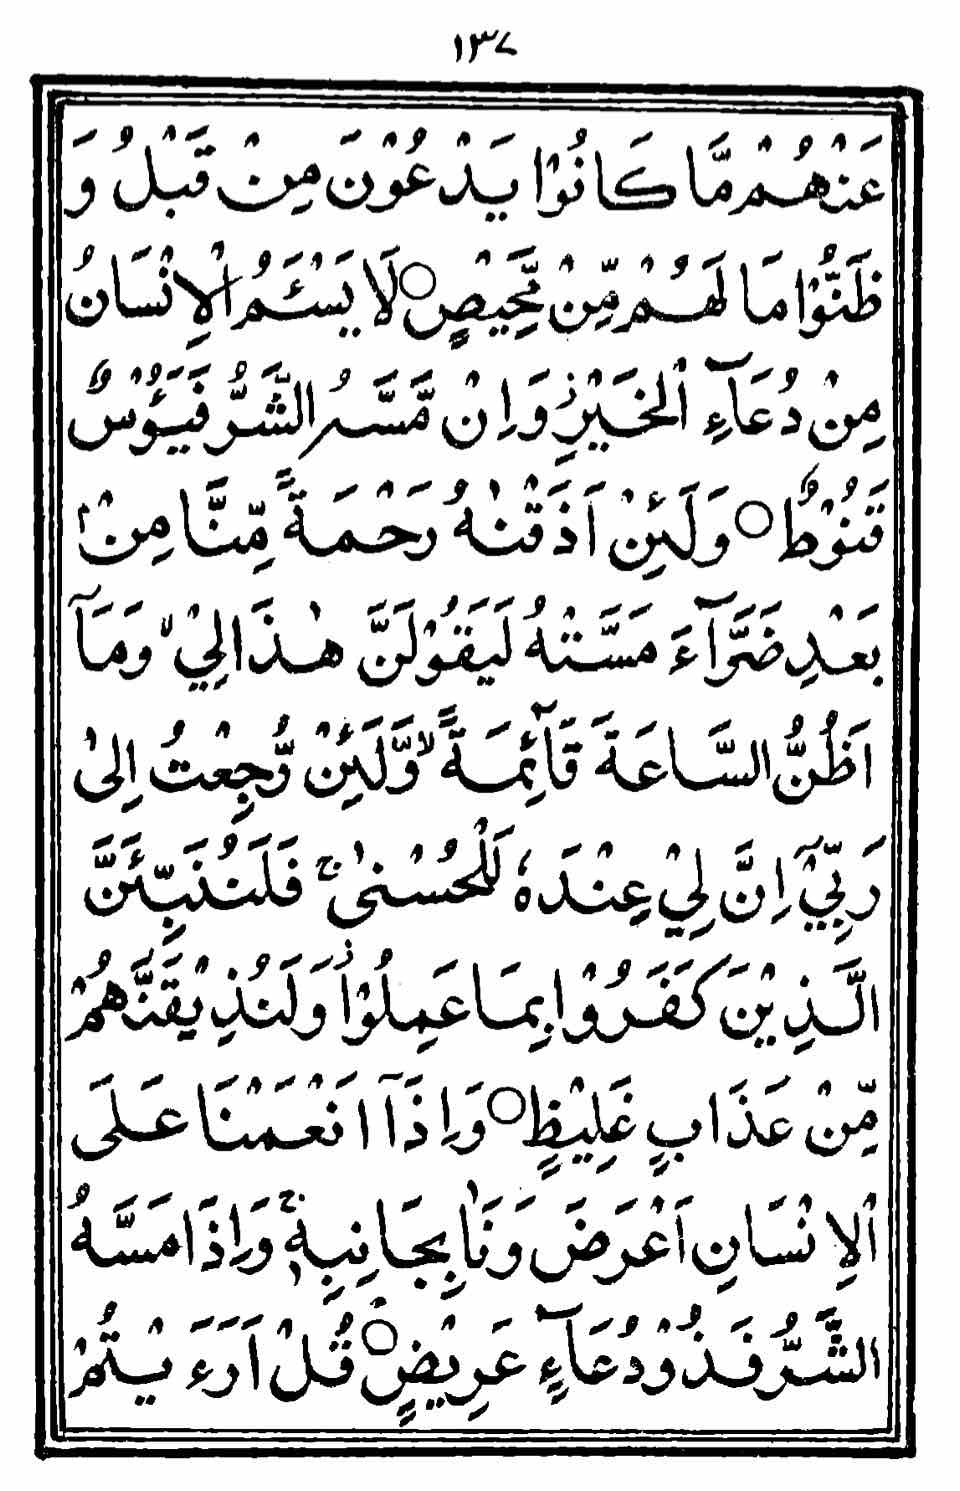 ١٣٧
عَنْهُمْ مَّا كَانُوْا يَدْعُوْنَ مِنْ قَبْلُ وَ
ظَنُّوْا مَا لَهُمْ مِّنْ مَّحِيْصٍ ○ لَا يَسْئَمُ الْاِنْسَانُ
مِنْ دُعَآءِ الْخَيْرِ ز وَاِنْ مَّسَّهُ الشَّرُّ فَيَئُوْسٌ
قَنُوْطٌ ○ وَلَئِنْ اَذَقْنٰهُ رَحْمَةً مِّنَّا مِنْۢ
بَعْدِ ضَرَّآءَ مَسَّتْهُ لَيَقُوْلَنَّ هٰذَا لِيْ ۙ وَمَآ
اَظُنُّ السَّاعَةَ قَآئِمَةً ۙ وَّلَئِنْ رُّجِعْتُ اِلٰى
رَبِّيْٓ اِنَّ لِيْ عِنْدَهٗ لَلْحُسْنٰى ۚ فَلَنُنَبِّئَنَّ
الَّذِيْنَ كَفَرُوْا بِمَا عَمِلُوْا ز وَلَنُذِيْقَنَّهُمْ
مِّنْ عَذَابٍ غَلِيْظٍ ○ وَاِذَآ اَنْعَمْنَا عَلَى
الْاِنْسَانِ اَعْرَضَ وَنَاٰ بِجَانِبِهٖ ۚ وَاِذَا مَسَّهُ
الشَّرُّ فَذُوْ دُعَآءٍ عَرِيْضٍ ○ قُلْ اَرَءَيْتُمْ